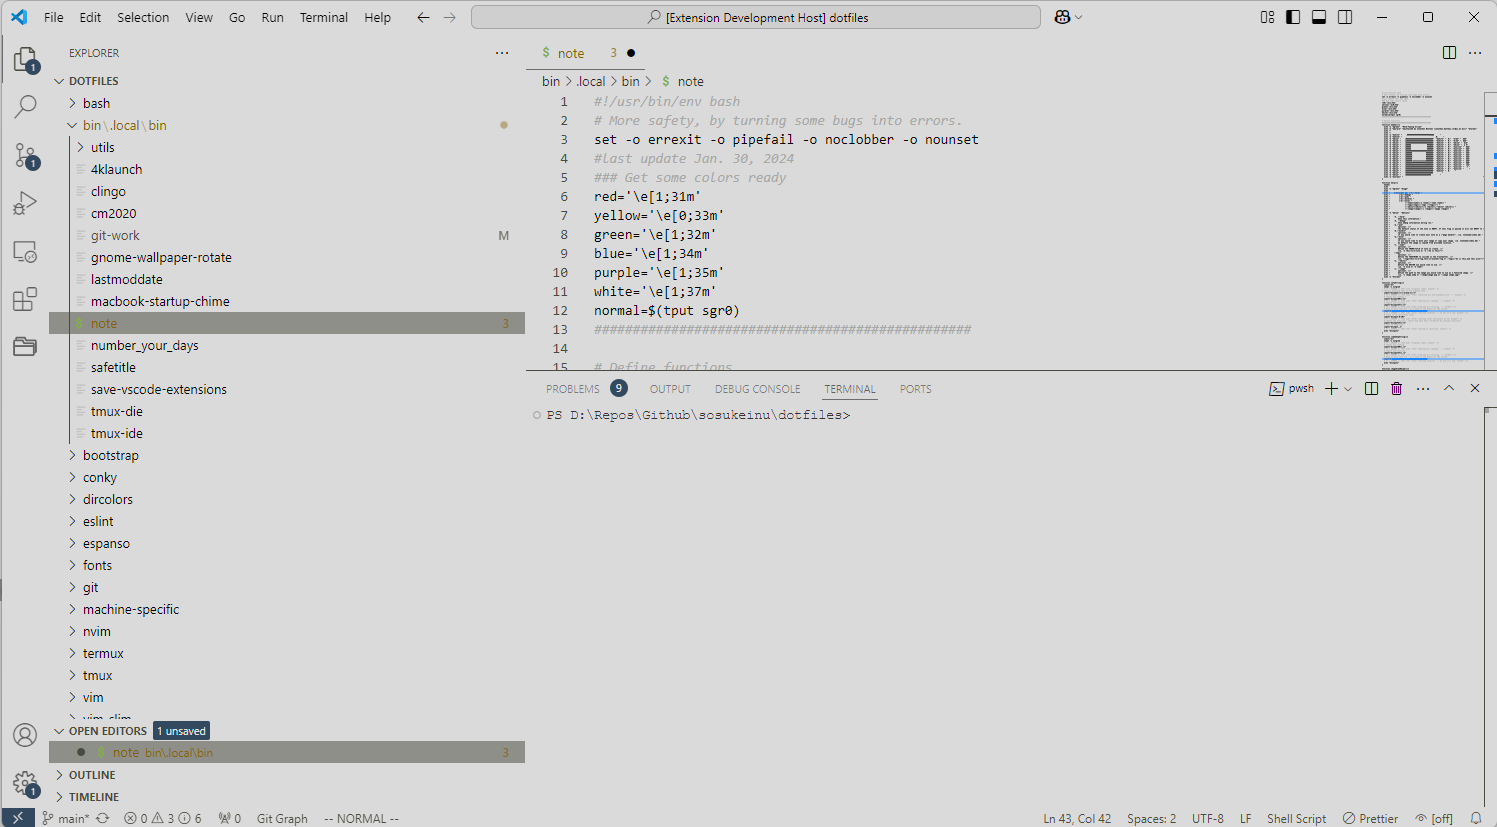 File Edit Selection View Go Run Terminal Help [Extension Development Host] dotfiles
EXPLORER
DOTFILES
bash
bin\.local\bin
utils
4klaunch
clingo
cm2020
git-work M
gnome-wallpaper-rotate
lastmoddate
macbook-startup-chime
$ note 3
number_your_days
safetitle
save-vscode-extensions
tmux-die
tmux-ide
bootstrap
conky
dircolors
eslint
espanso
fonts
git
machine-specific
nvim
termux
tmux
vim
vim-slim
OPEN EDITORS 1 unsaved
$ note bin\.local\bin 3
OUTLINE
TIMELINE
1
1
1
$ note 3
bin > .local > bin > $ note
1 #!/usr/bin/env bash
2 # More safety, by turning some bugs into errors.
3 set -o errexit -o pipefail -o noclobber -o nounset
4 #last update Jan. 30, 2024
5 ### Get some colors ready
6 red='\e[1;31m'
7 yellow='\e[0;33m'
8 green='\e[1;32m'
9 blue='\e[1;34m'
10 purple='\e[1;35m'
11 white='\e[1;37m'
12 normal=$(tput sgr0)
13 #################################################
14
15 # Define functions
PROBLEMS 9 OUTPUT DEBUG CONSOLE TERMINAL PORTS pwsh
PS D:\Repos\Github\sosukeinu\dotfiles>
main* 0 3 6 0 Git Graph -- NORMAL -- Ln 43, Col 42 Spaces: 2 UTF-8 LF Shell Script Prettier [off]